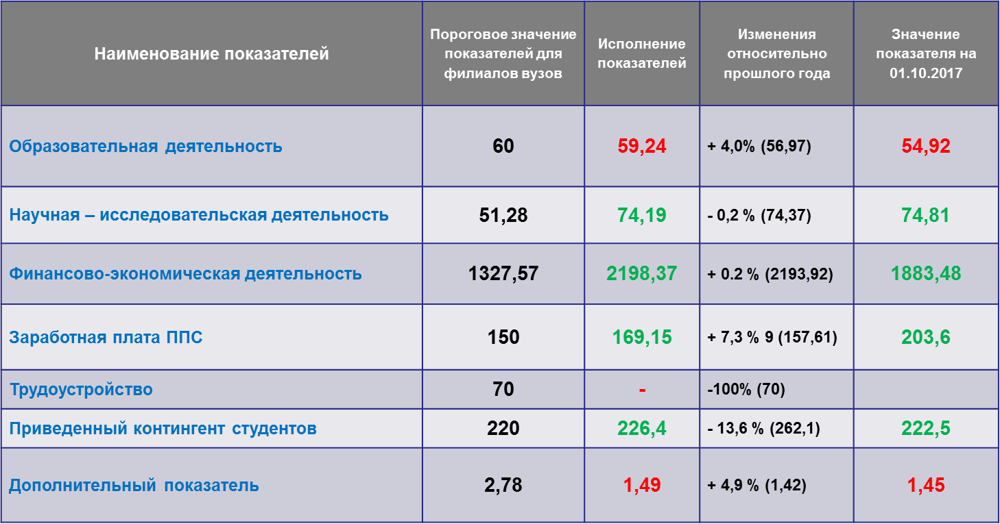 Наименование показателей
Пороговое значение
показателей для
филиалов вузов
Исполнение
показателей
Изменения
относительно
прошлого года
Значение
показателя на
01.10.2017
Образовательная деятельность
60
59,24
+ 4,0% (56,97)
54,92
Научная – исследовательская деятельность
51,28
74,19
- 0,2 % (74,37)
74,81
Финансово-экономическая деятельность
1327,57
2198,37
+ 0.2 % (2193,92)
1883,48
Заработная плата ППС
150
169,15
+ 7,3 % 9 (157,61)
203,6
Трудоустройство
70
-
-100% (70)
Приведенный контингент студентов
220
226,4
- 13,6 % (262,1)
222,5
Дополнительный показатель
2,78
1,49
+ 4,9 % (1,42)
1,45